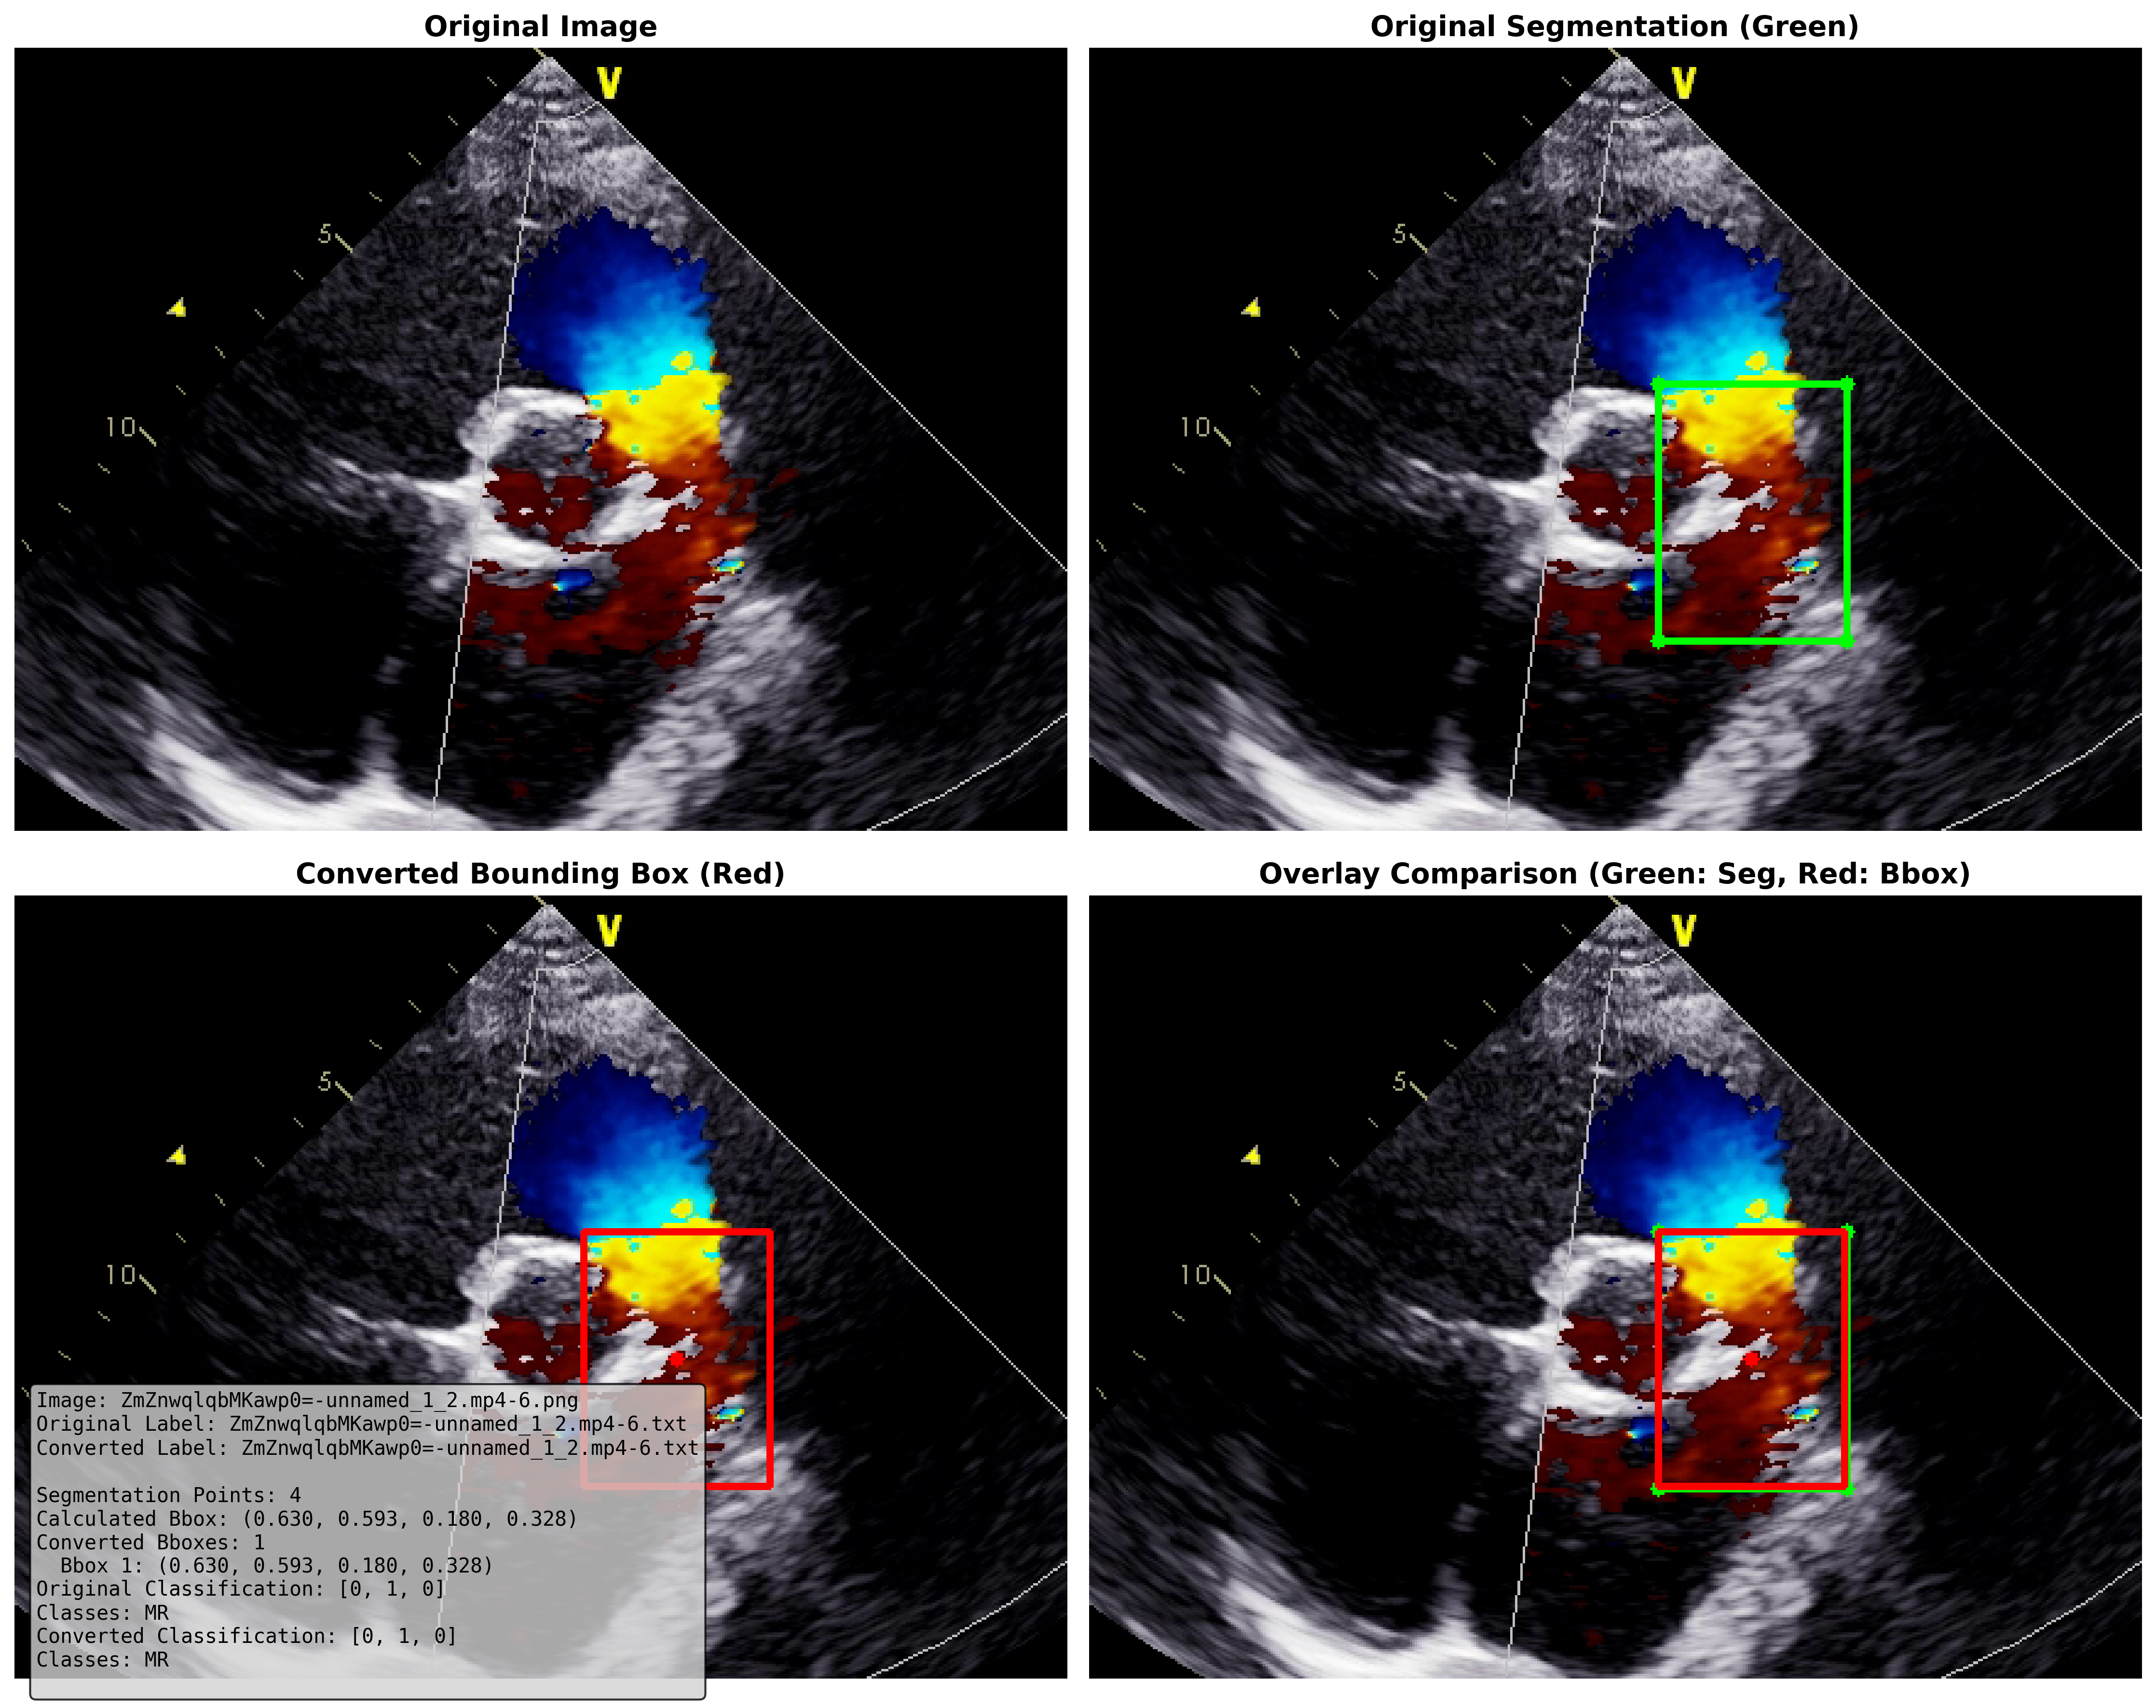 Original Image
Original Segmentation (Green)
V
5
10
V
5
10
Converted Bounding Box (Red)
Overlay Comparison (Green: Seg, Red: Bbox)
V
5
10
V
5
10
Image: ZmZnwqlqbMKawp0=-unnamed_1_2.mp4-6.png
Original Label: ZmZnwqlqbMKawp0=-unnamed_1_2.mp4-6.txt
Converted Label: ZmZnwqlqbMKawp0=-unnamed_1_2.mp4-6.txt
Segmentation Points: 4
Calculated Bbox: (0.630, 0.593, 0.180, 0.328)
Converted Bboxes: 1
Bbox 1: (0.630, 0.593, 0.180, 0.328)
Original Classification: [0, 1, 0]
Classes: MR
Converted Classification: [0, 1, 0]
Classes: MR